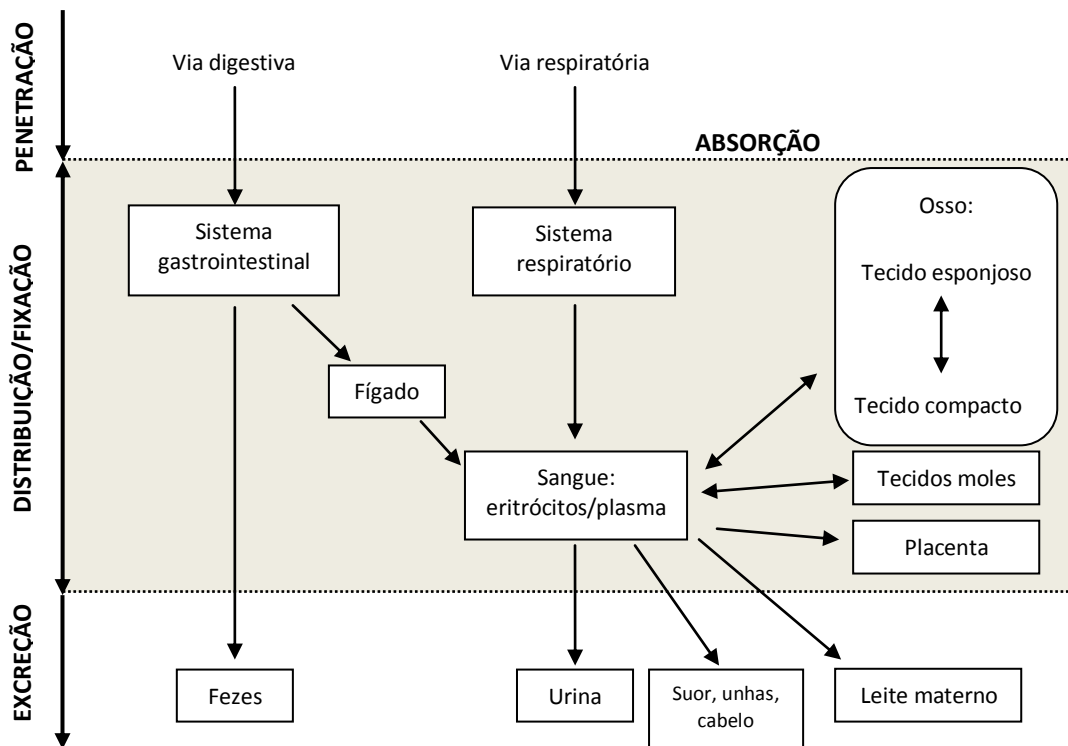 PENETRAÇÃO
Via digestiva
Via respiratória
ABSORÇÃO
DISTRIBUIÇÃO/FIXAÇÃO
Sistema
gastrointestinal
Sistema
respiratório
Osso:
Tecido esponjoso
Tecido compacto
Fígado
Sangue:
eritrócitos/plasma
Tecidos moles
Placenta
EXCREÇÃO
Fezes
Urina
Suor, unhas,
cabelo
Leite materno